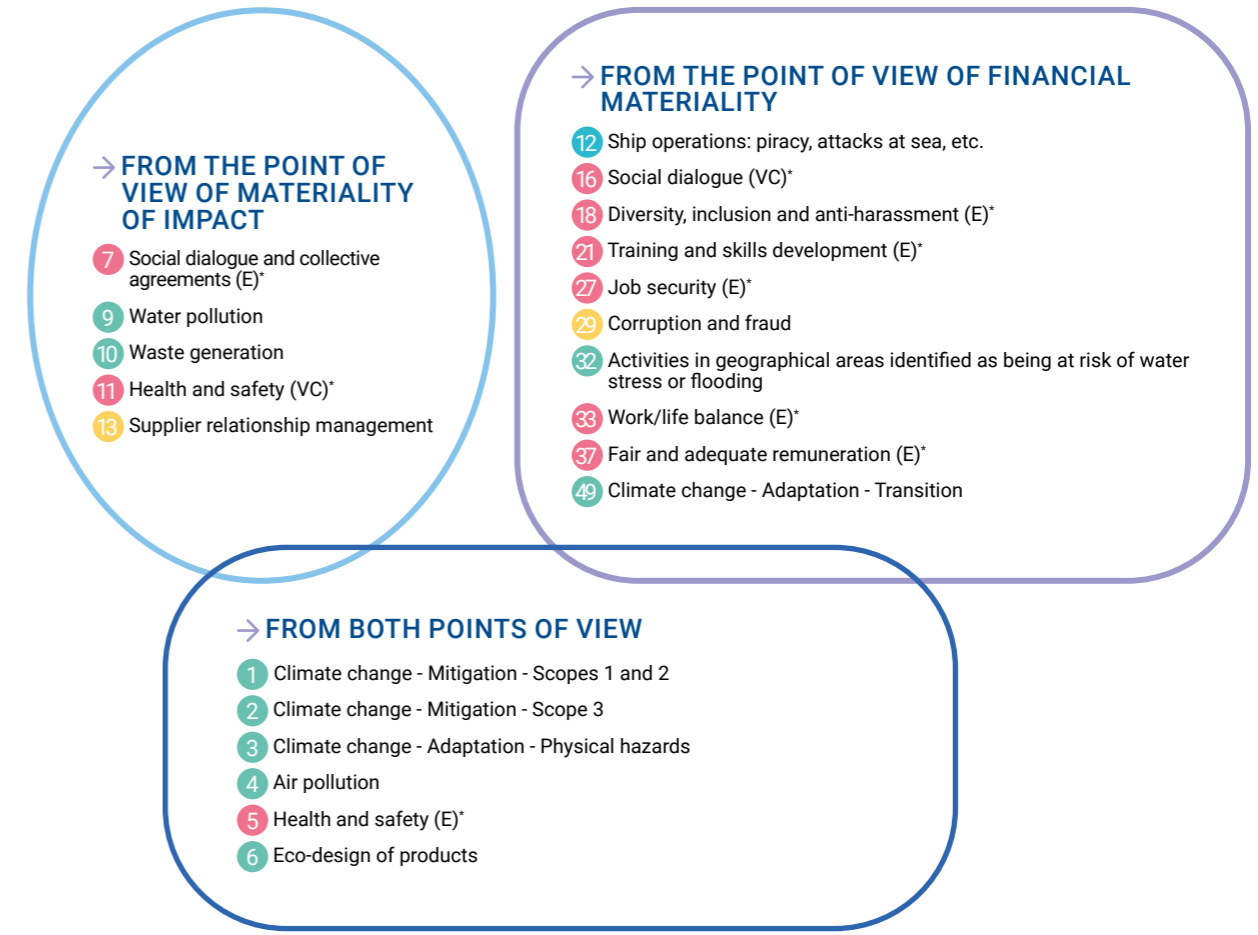 → FROM THE POINT OF
VIEW OF MATERIALITY
OF IMPACT
7 Social dialogue and collective
agreements (E)*
9 Water pollution
10 Waste generation
11 Health and safety (VC)*
13 Supplier relationship management
→ FROM THE POINT OF VIEW OF FINANCIAL
MATERIALITY
12 Ship operations: piracy, attacks at sea, etc.
16 Social dialogue (VC)*
18 Diversity, inclusion and anti-harassment (E)*
21 Training and skills development (E)*
27 Job security (E)*
29 Corruption and fraud
32 Activities in geographical areas identified as being at risk of water
stress or flooding
33 Work/life balance (E)*
37 Fair and adequate remuneration (E)*
49 Climate change - Adaptation - Transition
→ FROM BOTH POINTS OF VIEW
1 Climate change - Mitigation - Scopes 1 and 2
2 Climate change - Mitigation - Scope 3
3 Climate change - Adaptation - Physical hazards
4 Air pollution
5 Health and safety (E)*
6 Eco-design of products